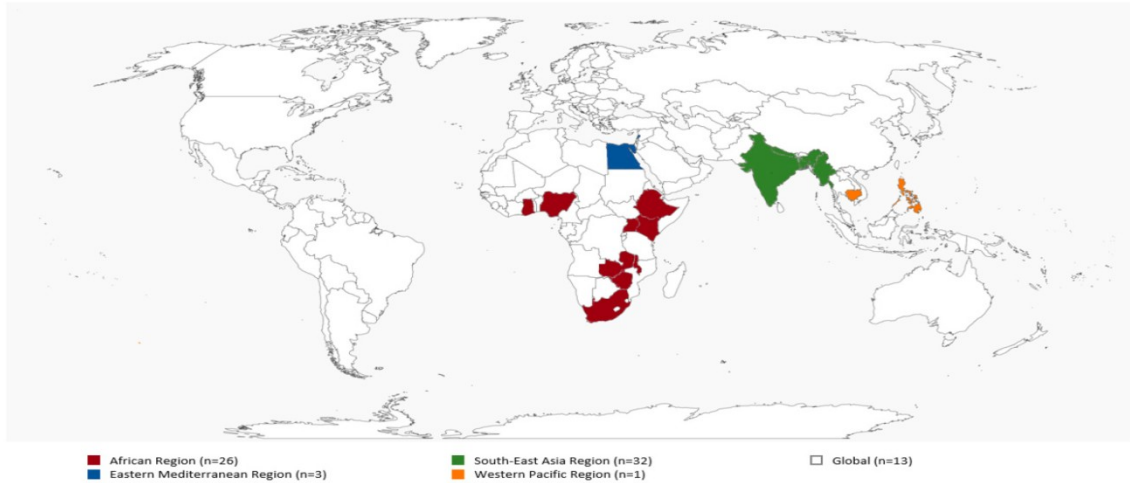 African Region (n=26)
South-East Asia Region (n=32)
Global (n=13)
Eastern Mediterranean Region (n=3)
Western Pacific Region (n=1)